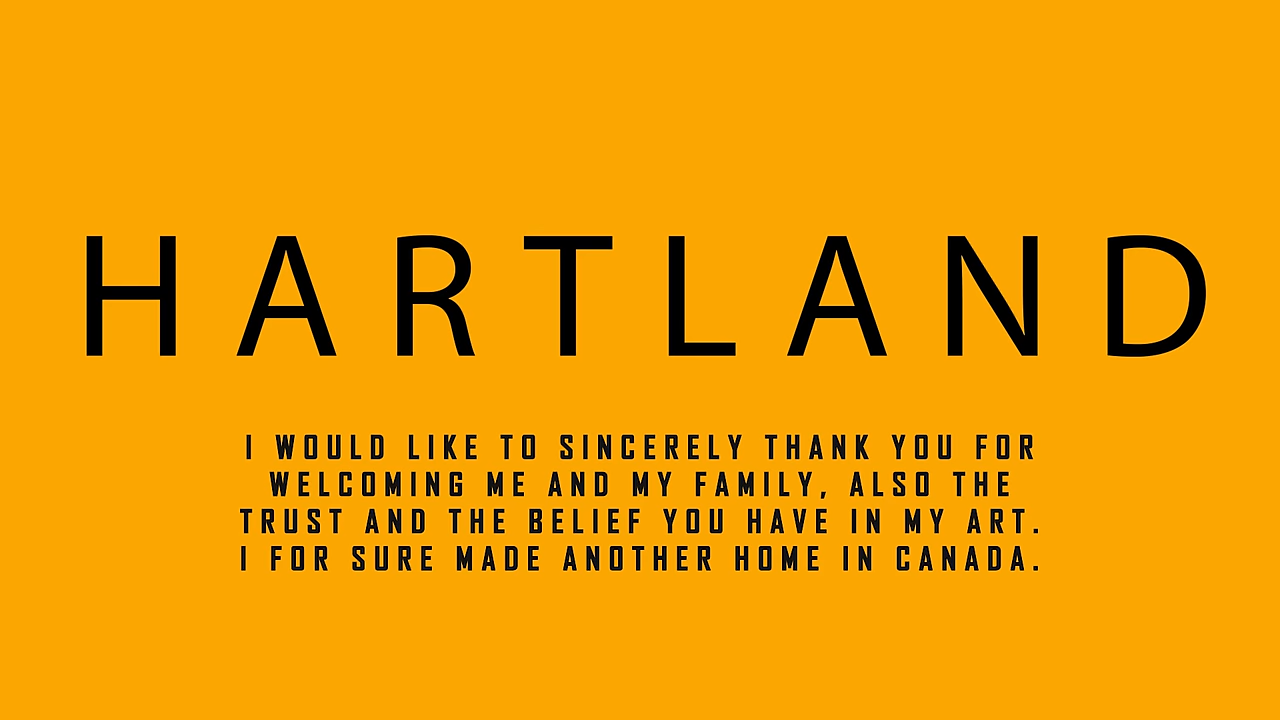 HARTLAND
I WOULD LIKE TO SINCERELY THANK YOU FOR
WELCOMING ME AND MY FAMILY, ALSO THE
TRUST AND THE BELIEF YOU HAVE IN MY ART.
I FOR SURE MADE ANOTHER HOME IN CANADA.